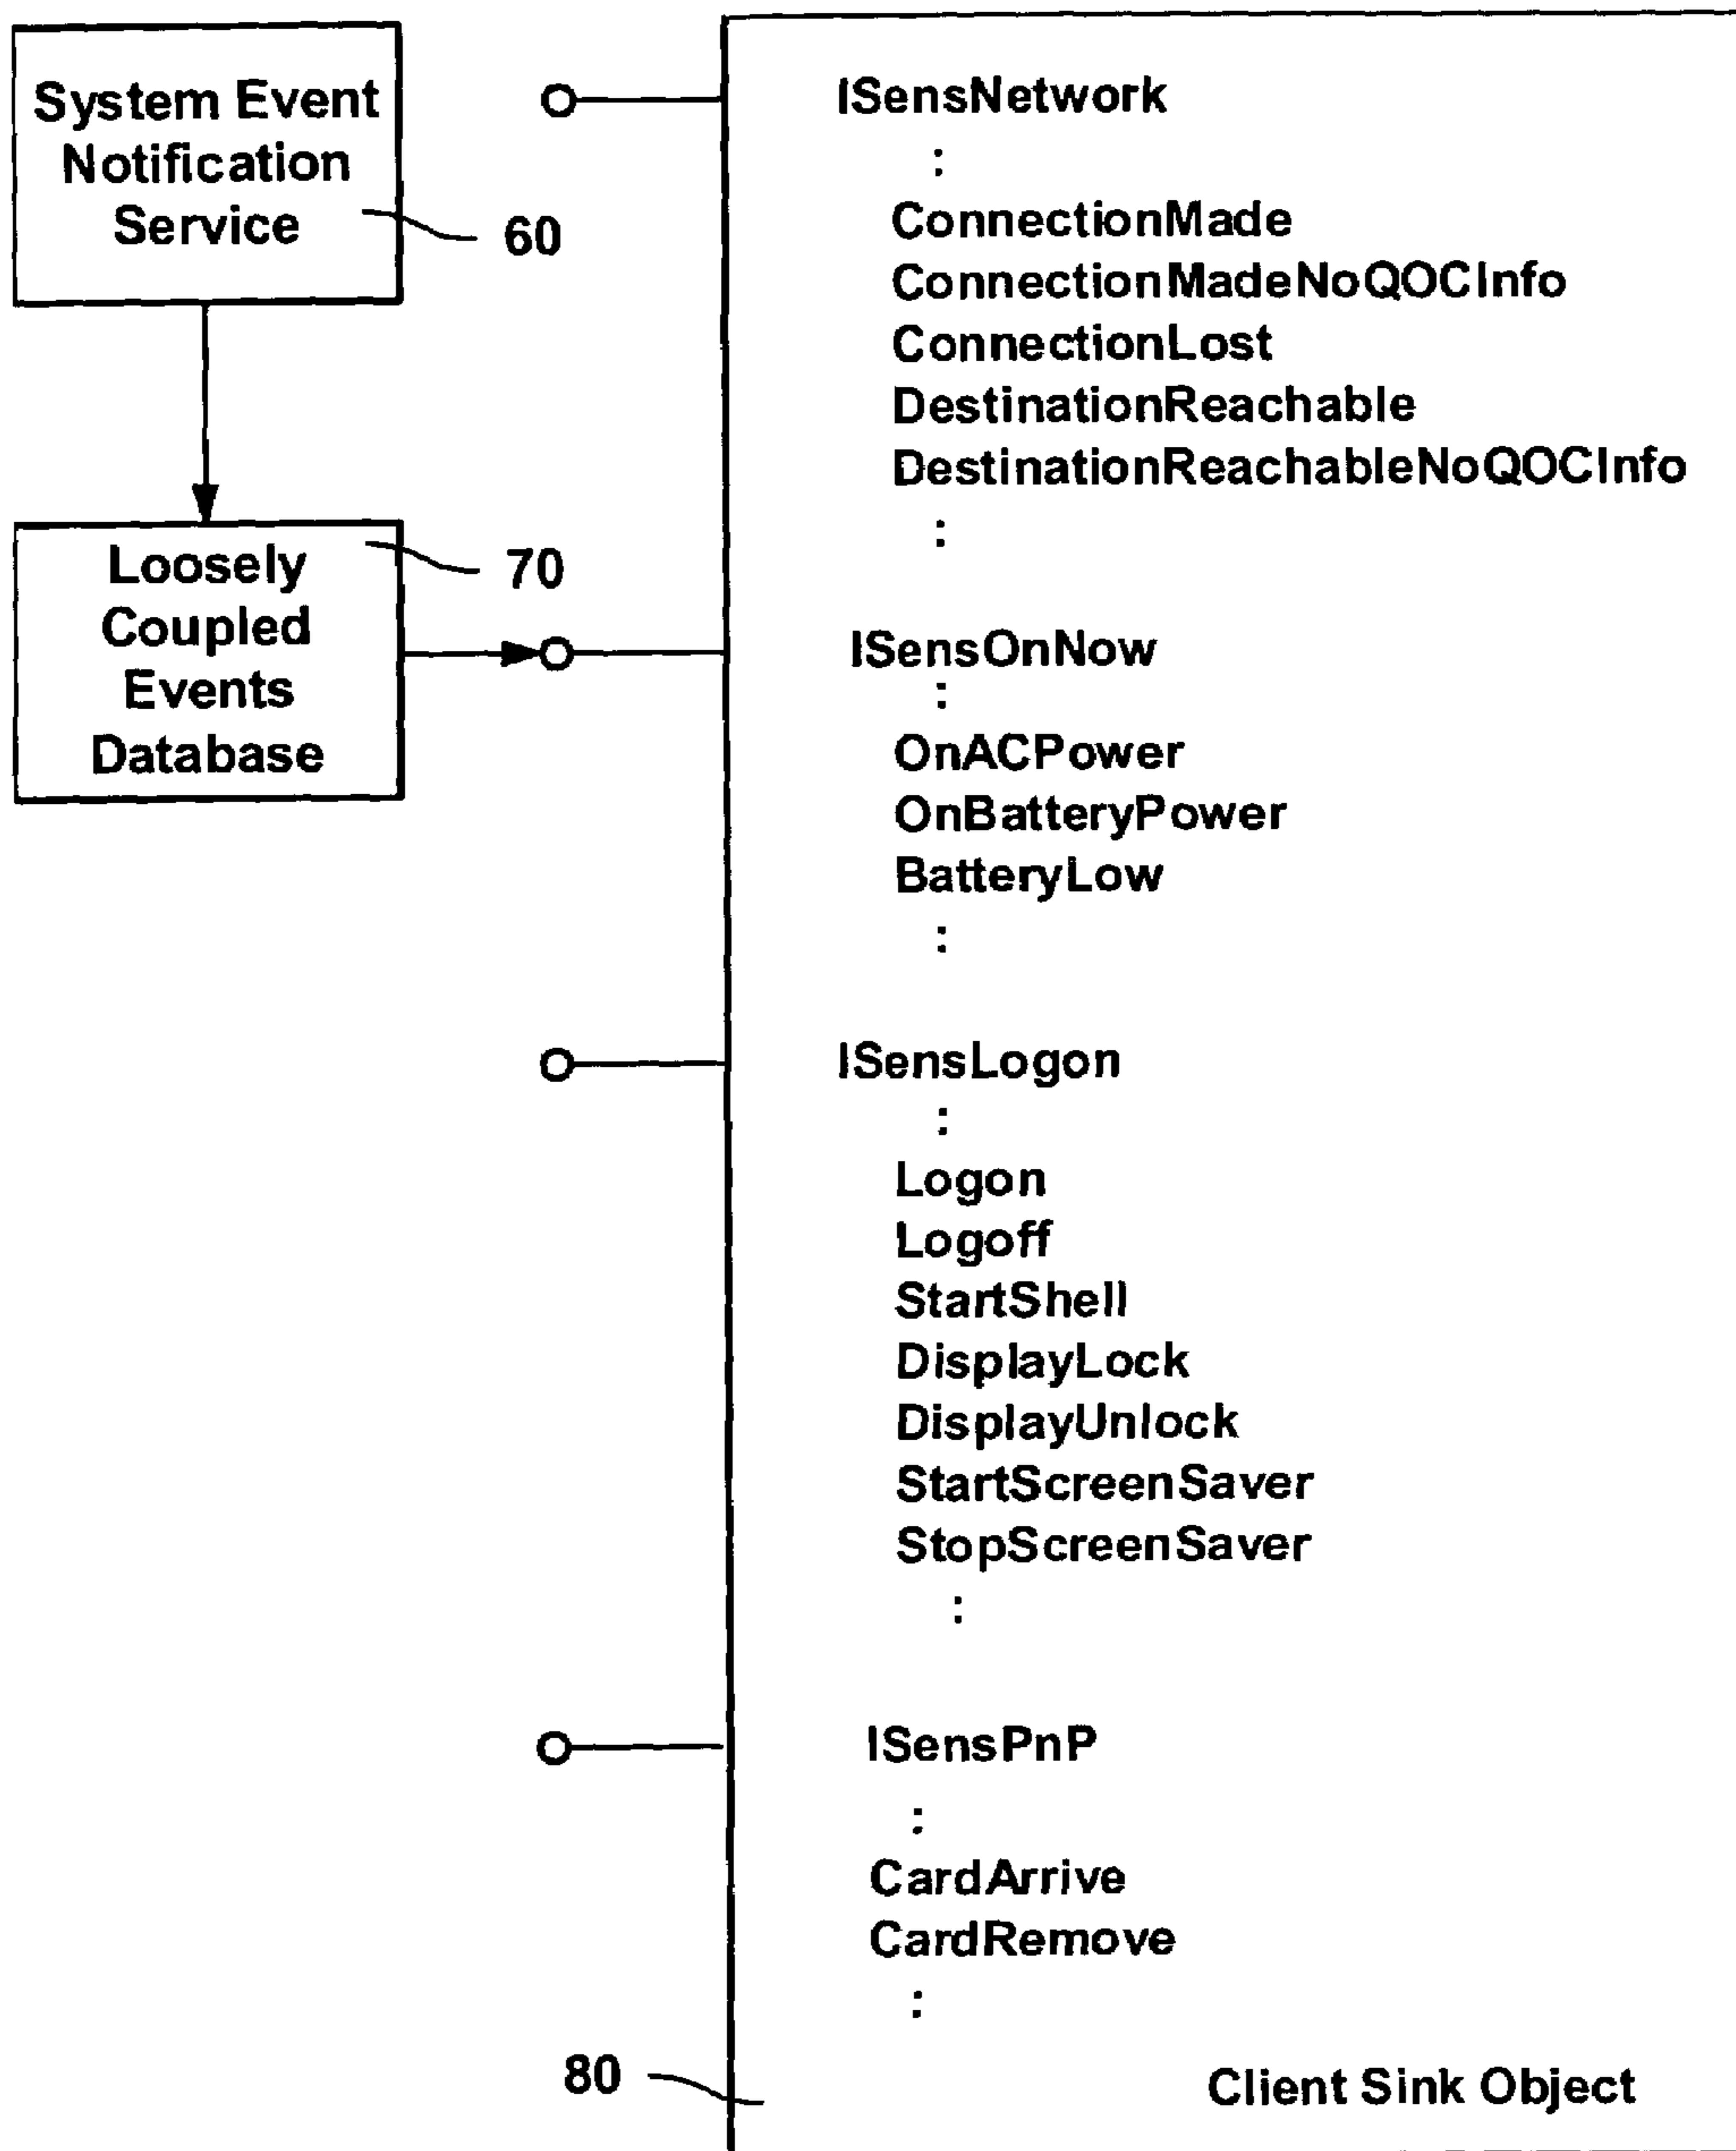 System Event
Notification
Service
60
Loosely
Coupled
Events
Database
70
ISensNetwork
:
ConnectionMade
ConnectionMadeNoQOCInfo
ConnectionLost
DestinationReachable
DestinationReachableNoQOCInfo
:
ISensOnNow
:
OnACPower
OnBatteryPower
BatteryLow
:
ISensLogon
:
Logon
Logoff
StartShell
DisplayLock
DisplayUnlock
StartScreenSaver
StopScreenSaver
:
ISensPnP
:
CardArrive
CardRemove
:
80
Client Sink Object